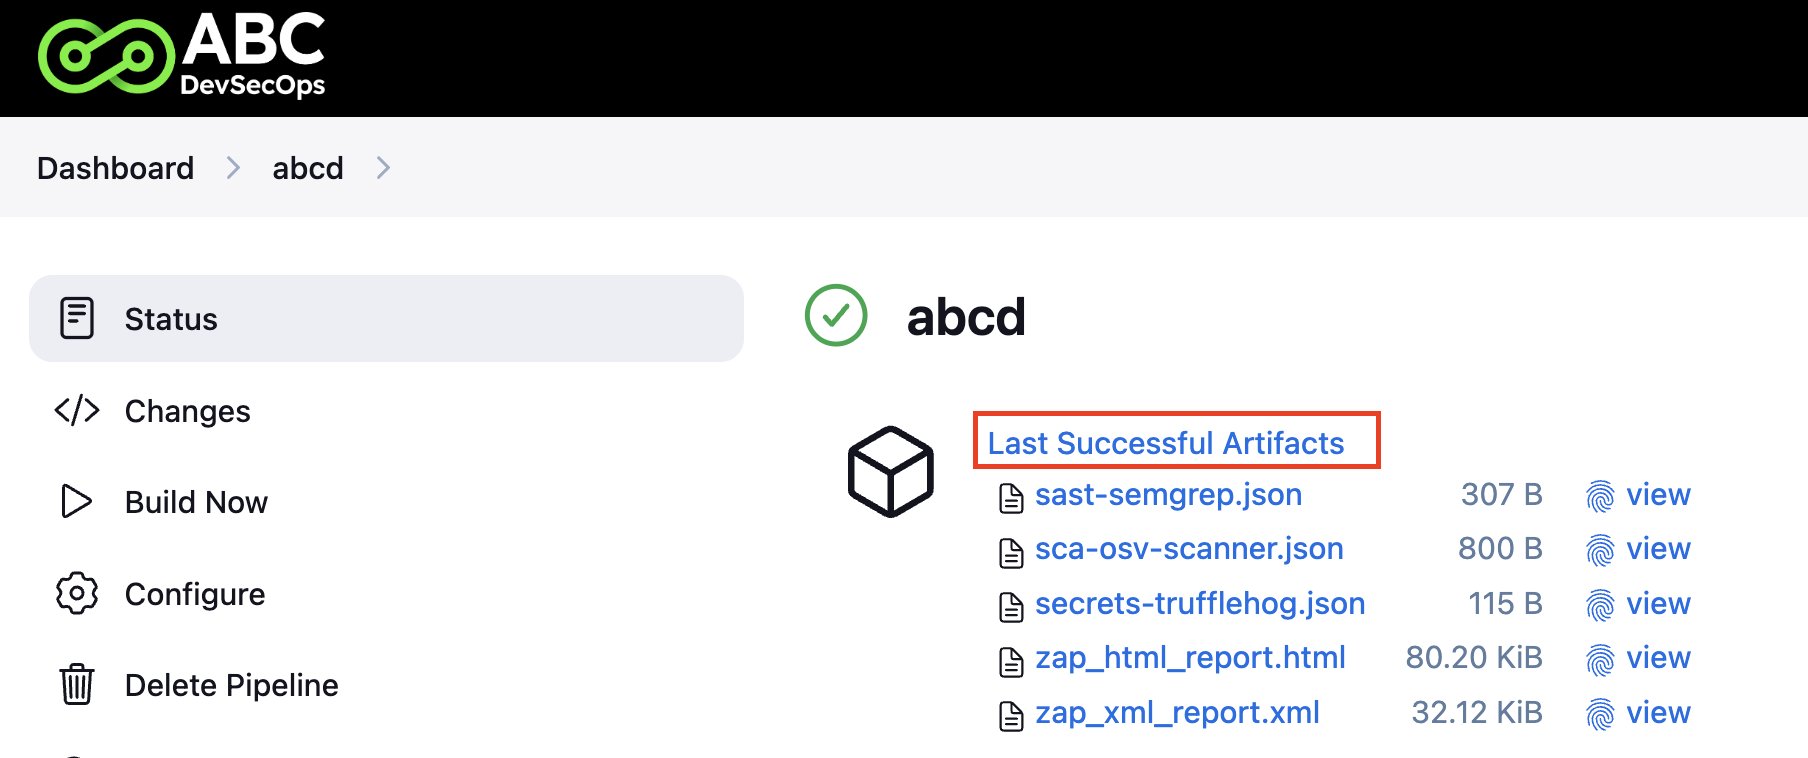 ABC
DevSecOps
Dashboard > abcd >
Status
Changes
Build Now
Configure
Delete Pipeline
abcd
Last Successful Artifacts
sast-semgrep.json 307 B view
sca-osv-scanner.json 800 B view
secrets-trufflehog.json 115 B view
zap_html_report.html 80.20 KiB view
zap_xml_report.xml 32.12 KiB view